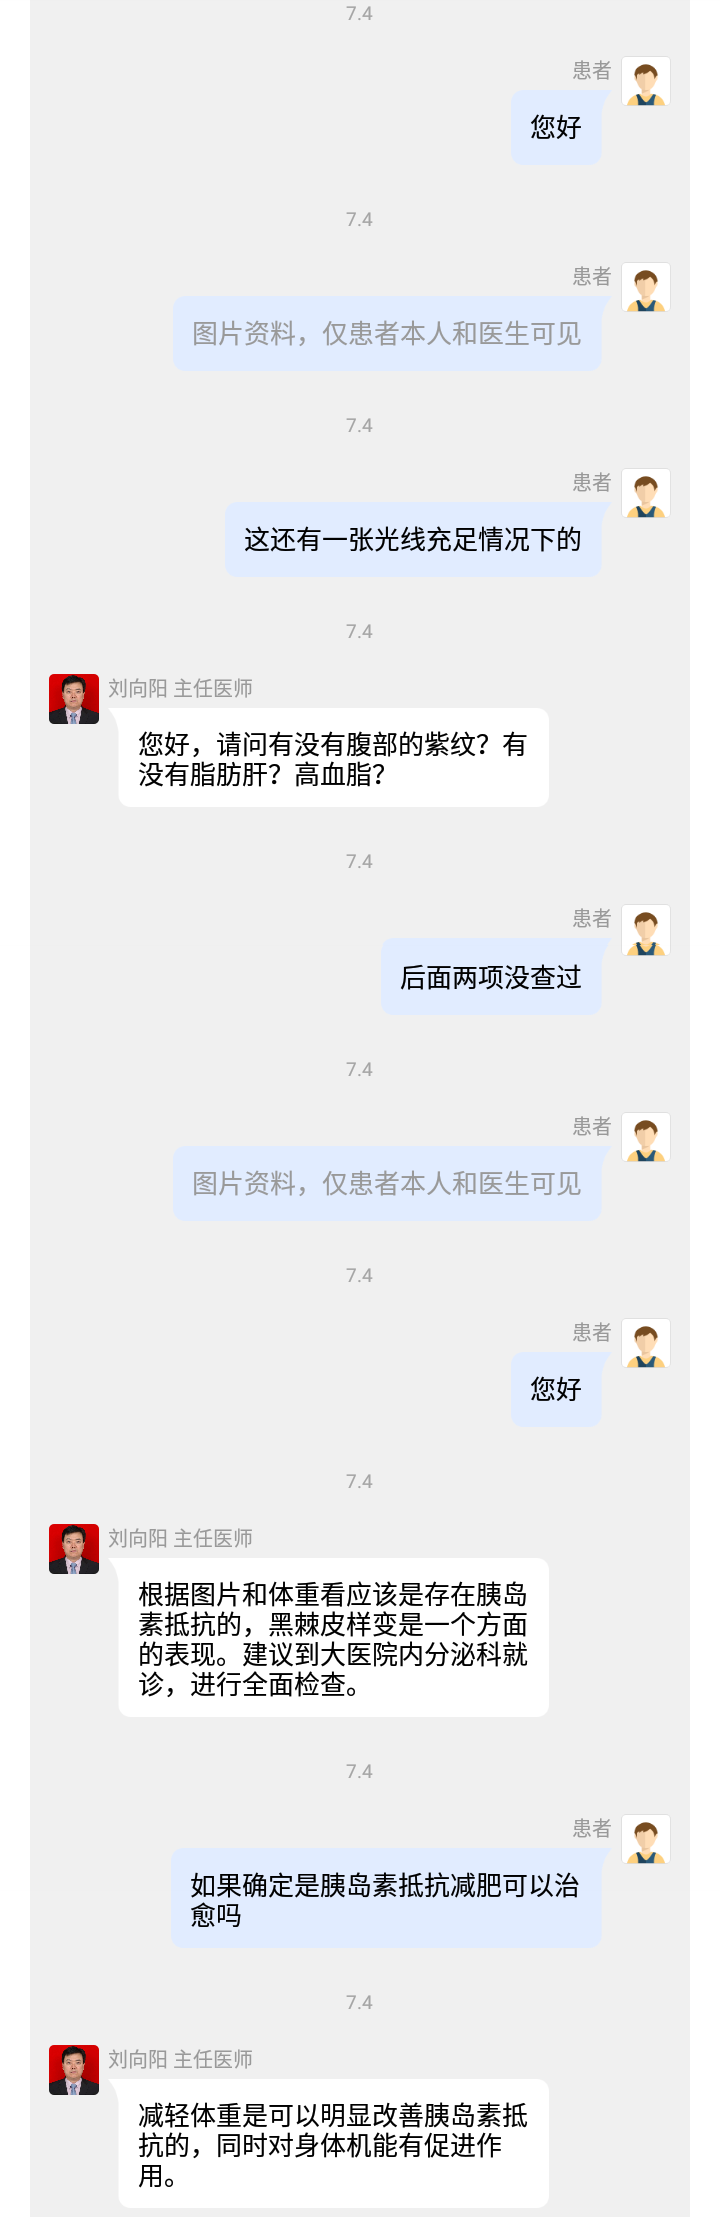 7.4
患者
您好
7.4
患者
图片资料，仅患者本人和医生可见
7.4
患者
这还有一张光线充足情况下的
7.4
刘向阳 主任医师
您好，请问有没有腹部的紫纹？有
没有脂肪肝？高血脂？
7.4
患者
后面两项没查过
7.4
患者
图片资料，仅患者本人和医生可见
7.4
患者
您好
7.4
刘向阳 主任医师
根据图片和体重看应该是存在胰岛
素抵抗的，黑棘皮样变是一个方面
的表现。建议到大医院内分泌科就
诊，进行全面检查。
7.4
患者
如果确定是胰岛素抵抗减肥可以治
愈吗
7.4
刘向阳 主任医师
减轻体重是可以明显改善胰岛素抵
抗的，同时对身体机能有促进作
用。